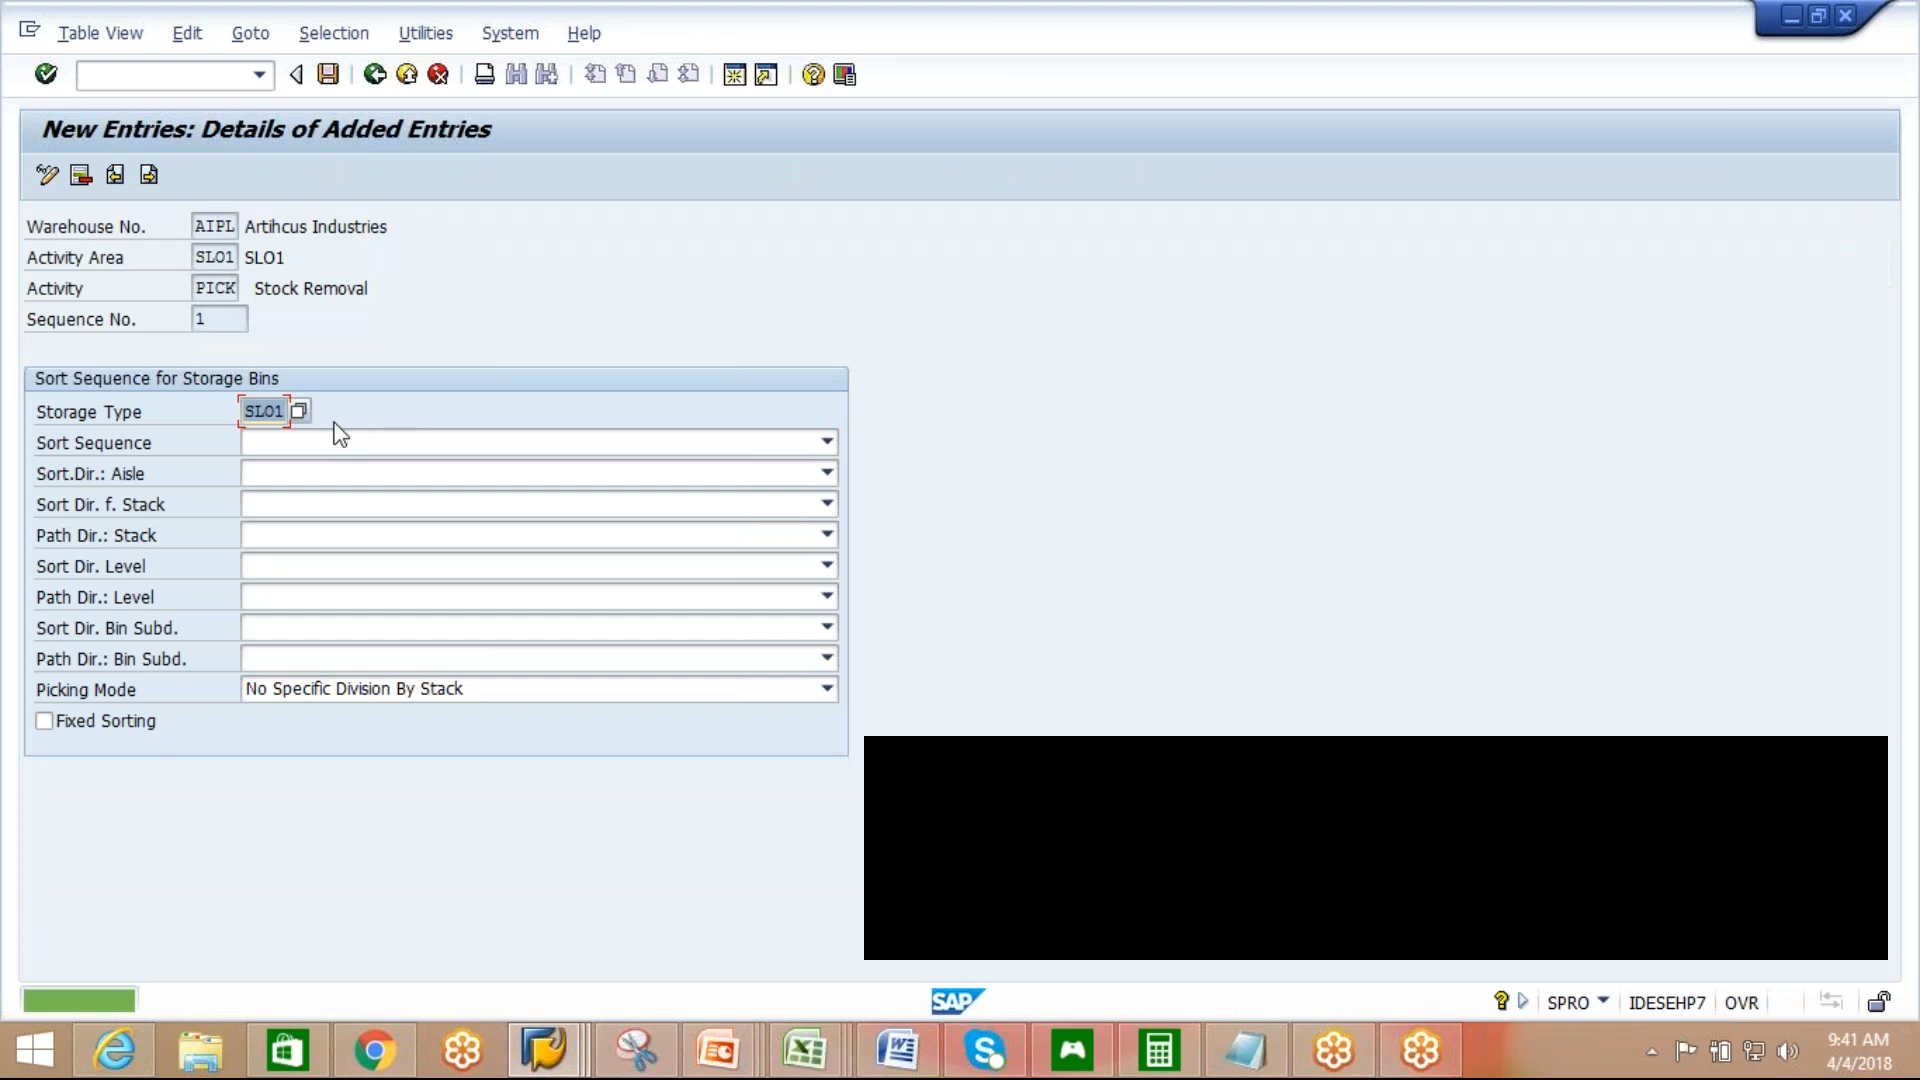 Table View Edit Goto Selection Utilities System Help
New Entries: Details of Added Entries
Warehouse No. AIPL Artihcus Industries
Activity Area SLO1 SLO1
Activity PICK Stock Removal
Sequence No. 1
Sort Sequence for Storage Bins
Storage Type SLO1
Sort Sequence
Sort.Dir.: Aisle
Sort Dir. f. Stack
Path Dir.: Stack
Sort Dir. Level
Path Dir.: Level
Sort Dir. Bin Subd.
Path Dir.: Bin Subd.
Picking Mode No Specific Division By Stack
Fixed Sorting
SAP SPRO IDESEHP7 OVR
9:41 AM
4/4/2018